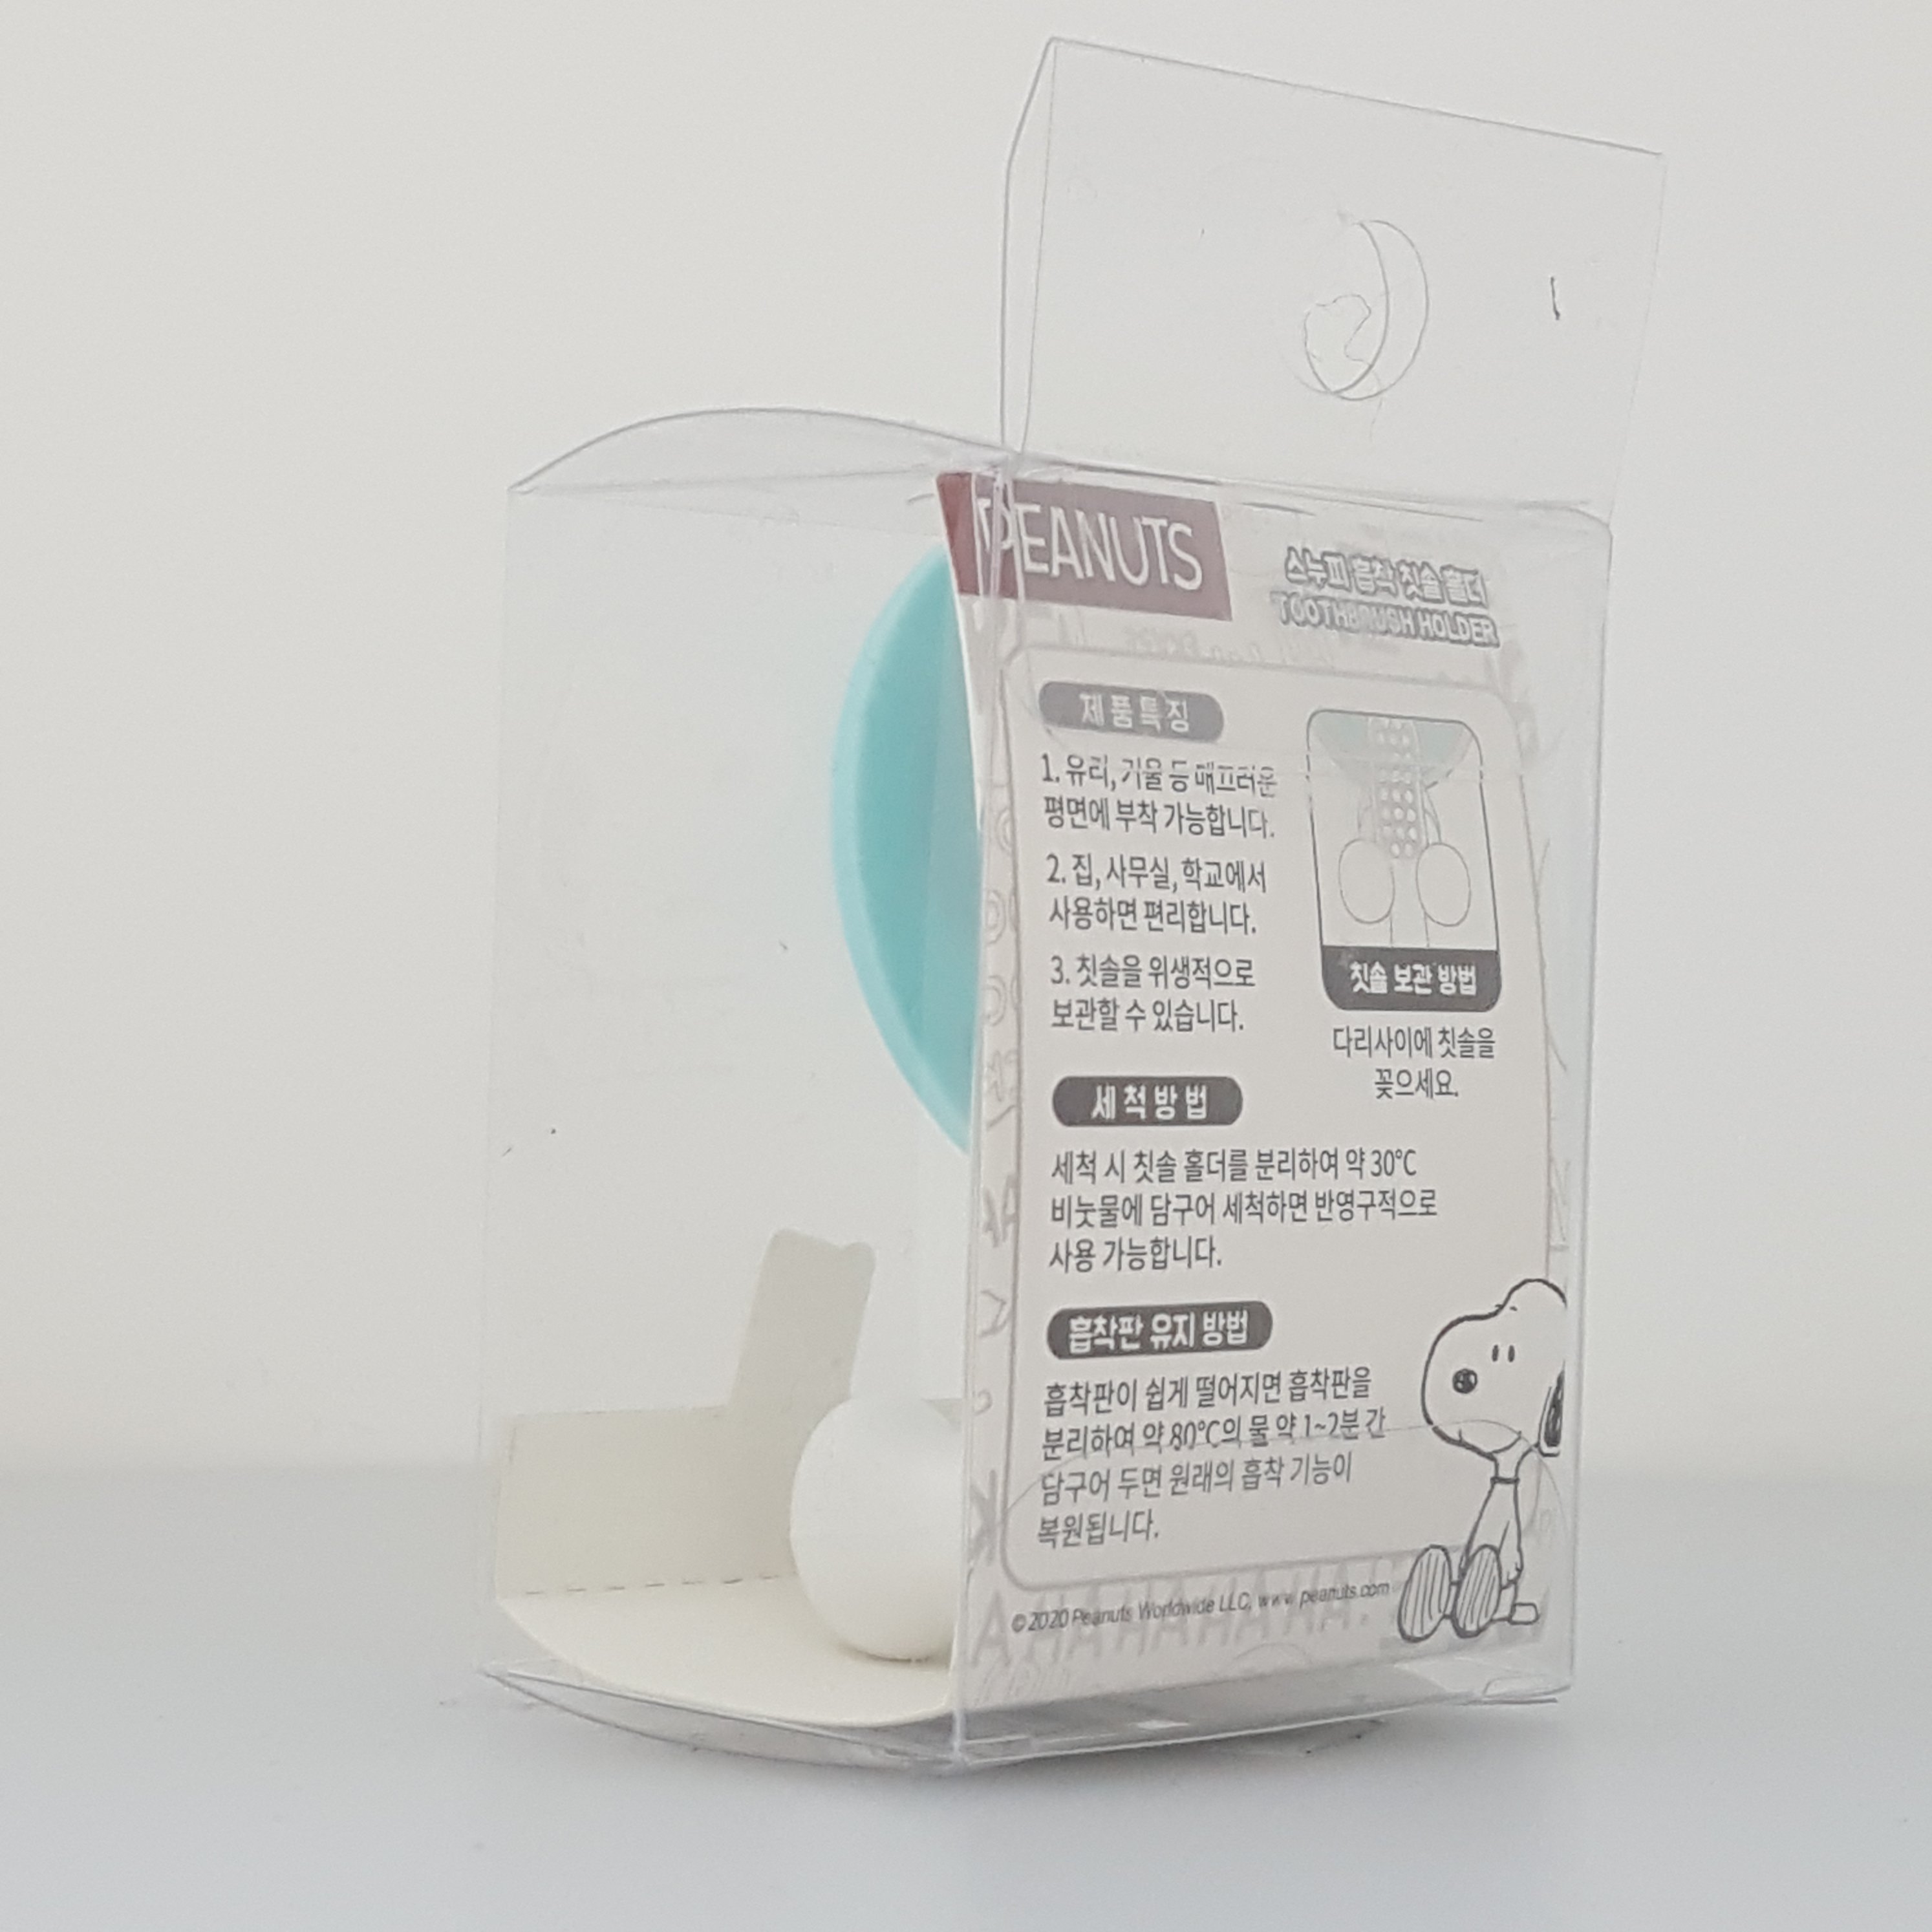 PEANUTS
스누피 흡착 칫솔 홀더
TOOTHBRUSH HOLDER
제품특징
1. 유리, 거울 등 매끄러운
평면에 부착 가능합니다.
2. 집, 사무실, 학교에서
사용하면 편리합니다.
3. 칫솔을 위생적으로
보관할 수 있습니다.
칫솔 보관 방법
다리사이에 칫솔을
꽂으세요.
세척방법
세척 시 칫솔 홀더를 분리하여 약 30°C
비눗물에 담구어 세척하면 반영구적으로
사용 가능합니다.
흡착판 유지 방법
흡착판이 쉽게 떨어지면 흡착판을
분리하여 약 80°C의 물 약 1~2분 간
담구어 두면 원래의 흡착 기능이
복원됩니다.
©2020 Peanuts Worldwide LLC, www.peanuts.com